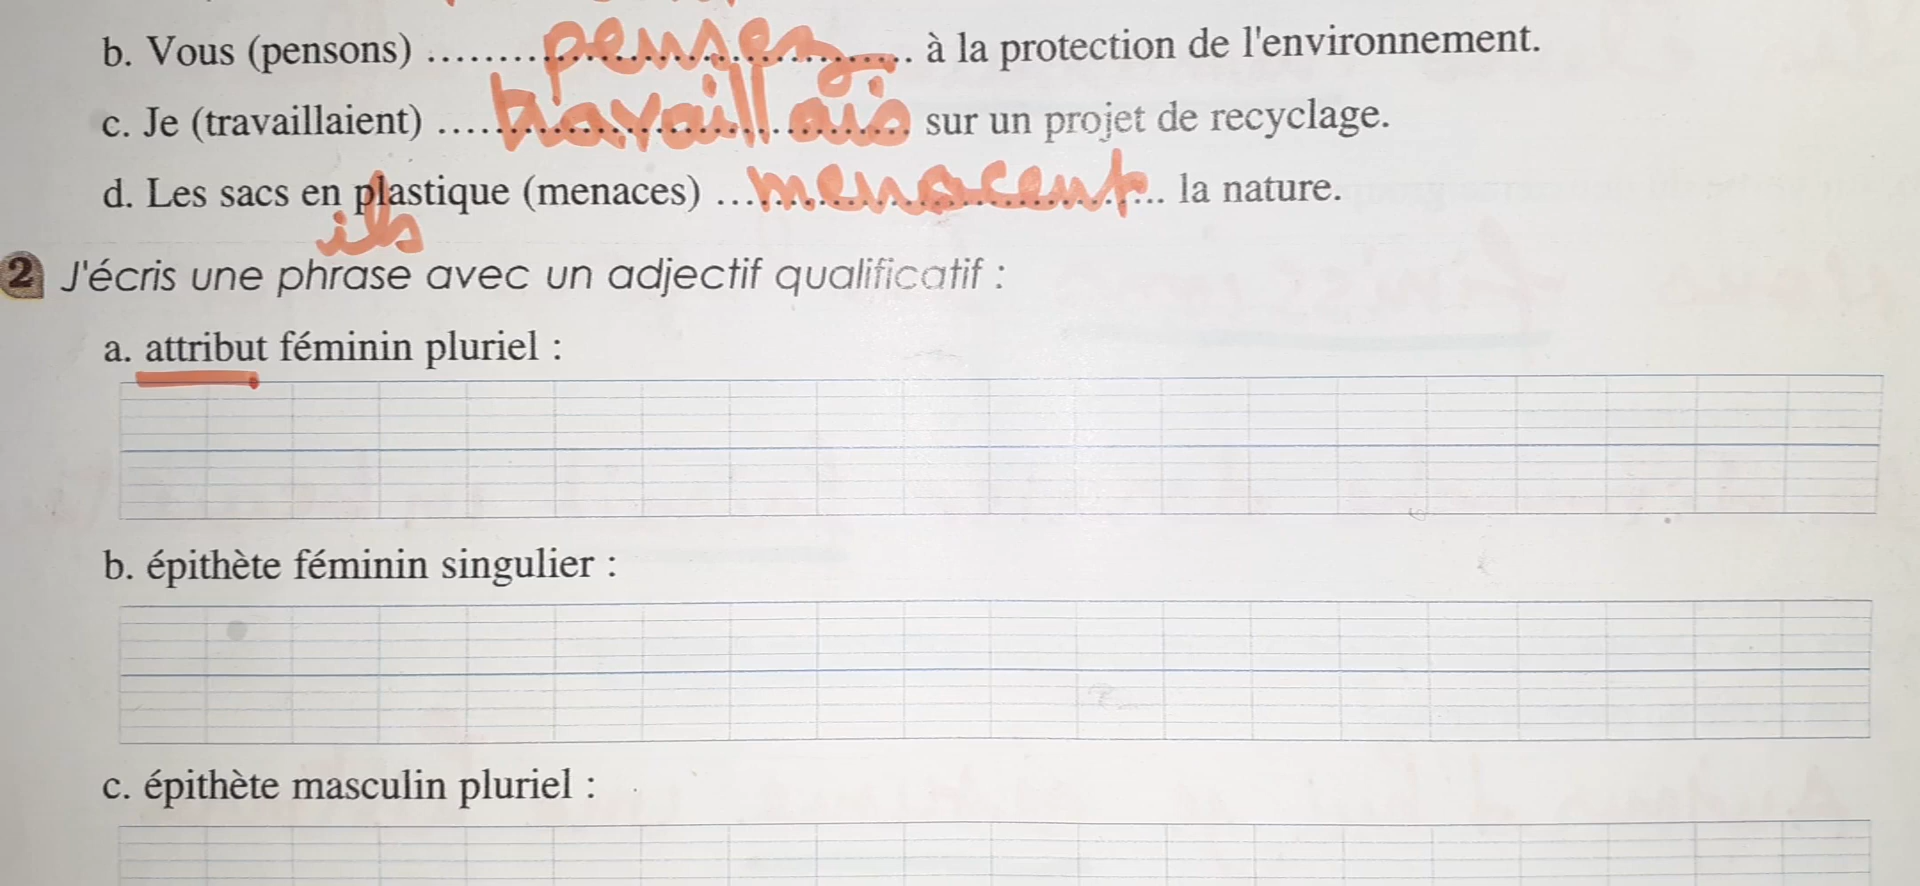 b. Vous (pensons) ........ pensez ........ à la protection de l'environnement.
c. Je (travaillaient) ........ travaillais ........ sur un projet de recyclage.
d. Les sacs en plastique (menaces) ........ menacent ........ la nature.
ils
2 J'écris une phrase avec un adjectif qualificatif :
a. attribut féminin pluriel :
b. épithète féminin singulier :
c. épithète masculin pluriel :